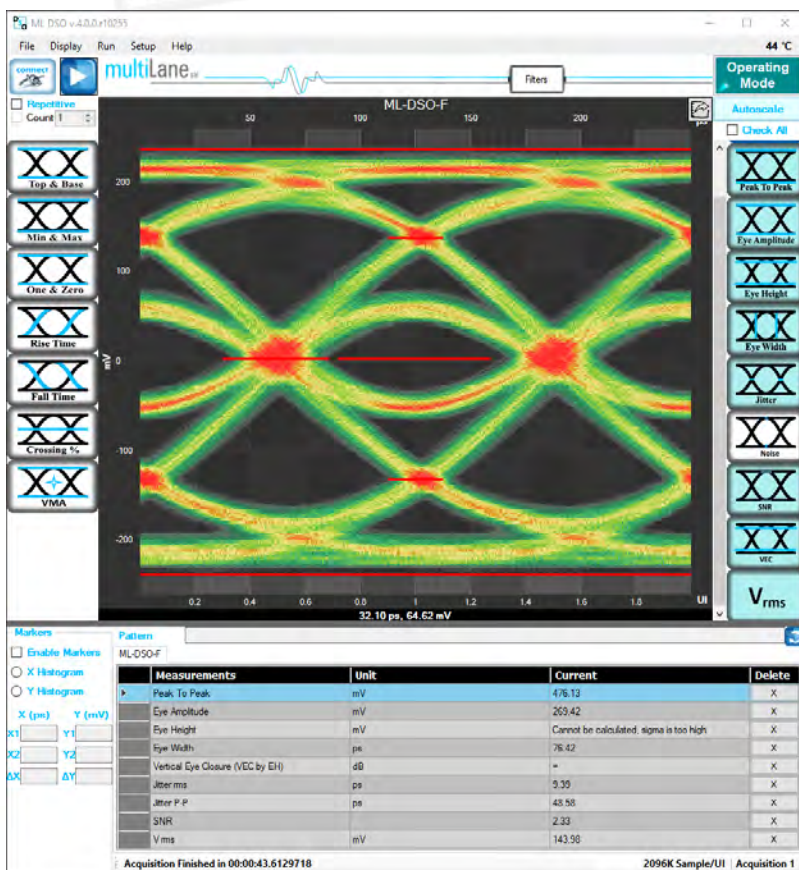 ML DSO v.4.0.0.r10255
File Display Run Setup Help 44 °C
connect multiLane Filters Operating Mode
Repetitive
Count 1
ML-DSO-F
Autoscale
Check All
50 100 150 200
Top & Base
Min & Max
One & Zero
Rise Time
Fall Time
Crossing %
VMA
200
100
0
-100
-200
mV
0.2 0.4 0.6 0.8 1 1.2 1.4 1.6 1.8 UI
32.10 ps, 64.62 mV
Peak To Peak
Eye Amplitude
Eye Height
Eye Width
Jitter
Noise
SNR
VEC
Vrms
Markers
Enable Markers
X Histogram
Y Histogram
X (ps) Y (mV)
X1 Y1
X2 Y2
ΔX ΔY
Pattern
ML-DSO-F
Measurements Unit Current Delete
Peak To Peak mV 476.13 X
Eye Amplitude mV 269.42 X
Eye Height mV Cannot be calculated, sigma is too high X
Eye Width ps 76.42 X
Vertical Eye Closure (VEC by EH) dB - X
Jitter rms ps 9.39 X
Jitter P-P ps 48.58 X
SNR 2.33 X
V rms mV 143.98 X
Acquisition Finished in 00:00:43.6129718 2096K Sample/UI Acquisition 1